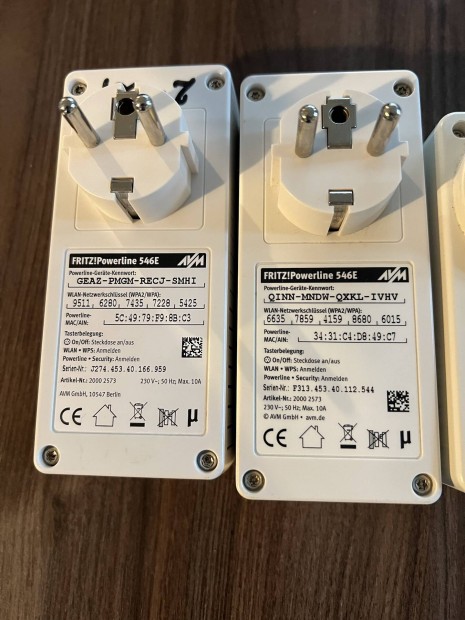 2
FRITZ!Powerline 546E
AVM
Powerline-Geräte-Kennwort:
GEAZ-PMGM-RECJ-SMHI
WLAN-Netzwerkschlüssel (WPA2/WPA):
9511, 6280, 7435, 7228, 5425
Powerline-
MAC/AIN:
5C:49:79:F9:8B:C3
Tasterbelegung:
On/Off: Steckdose an/aus
WLAN • WPS: Anmelden
Powerline • Security: Anmelden
Serien-Nr.: J274.453.40.166.959
Artikel-Nr.: 2000 2573
230 V~; 50 Hz; Max. 10A
AVM GmbH, 10547 Berlin
CE
µ
FRITZ!Powerline 546E
AVM
Powerline-Geräte-Kennwort:
QINN-MNDW-QXKL-IVHV
WLAN-Netzwerkschlüssel (WPA2/WPA):
6635, 7859, 4159, 8680, 6015
Powerline-
MAC/AIN:
34:31:C4:D8:49:C7
Tasterbelegung:
On/Off: Steckdose an/aus
WLAN • WPS: Anmelden
Powerline • Security: Anmelden
Serien-Nr.: F313.453.40.112.544
Artikel-Nr.: 2000 2573
230 V~; 50 Hz; Max. 10A
© AVM GmbH • avm.de
CE
µ